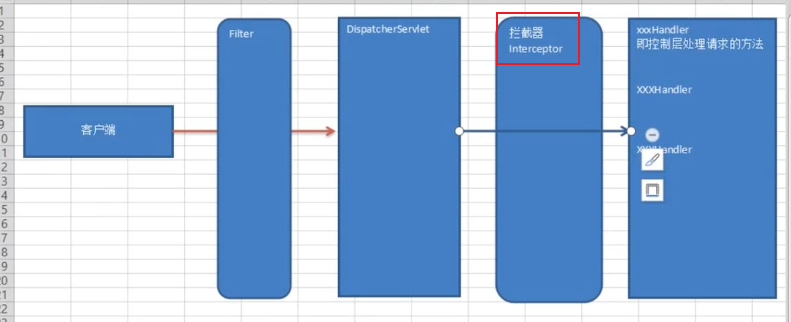 客户端
Filter
DispatcherServlet
拦截器
Interceptor
xxxHandler
即控制层处理请求的方法
XXXHandler
XXXHandler